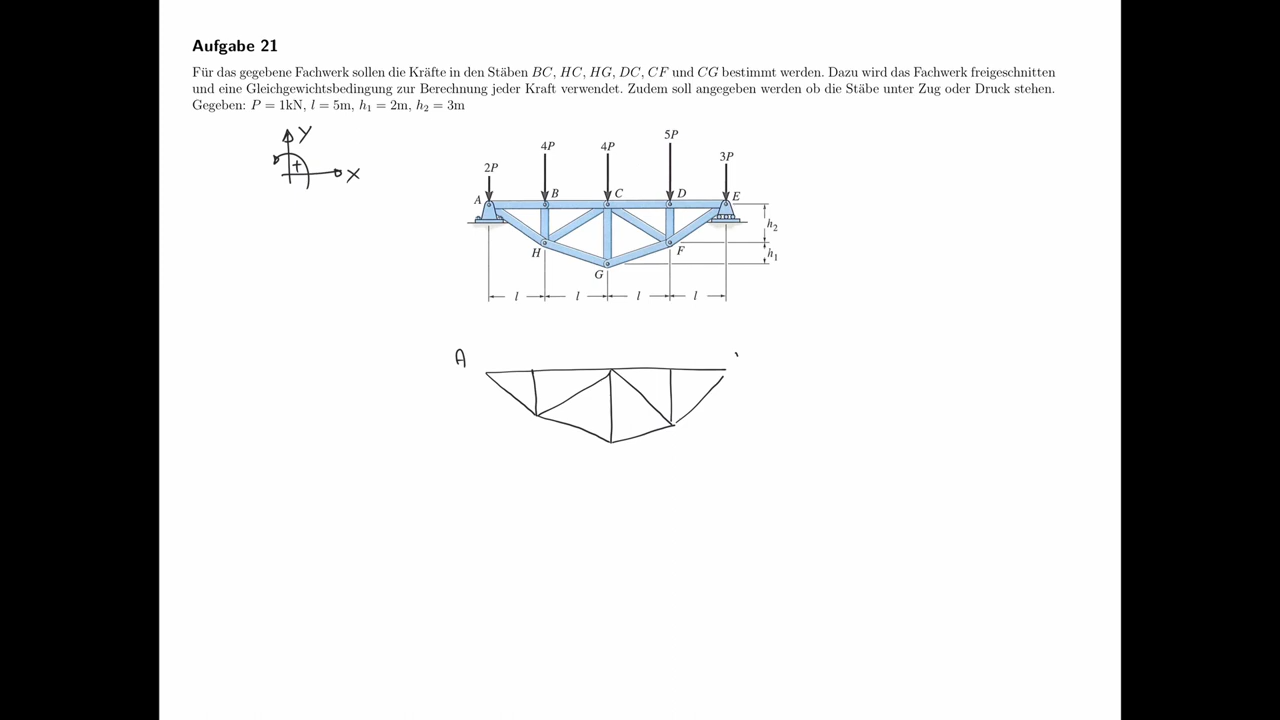 Aufgabe 21
Für das gegebene Fachwerk sollen die Kräfte in den Stäben BC, HC, HG, DC, CF und CG bestimmt werden. Dazu wird das Fachwerk freigeschnitten
und eine Gleichgewichtsbedingung zur Berechnung jeder Kraft verwendet. Zudem soll angegeben werden ob die Stäbe unter Zug oder Druck stehen.
Gegeben: P = 1kN, l = 5m, h₁ = 2m, h₂ = 3m
Y
+
X
5P
4P 4P
3P
2P
A B C D E
h₂
H F
h₁
G
l l l l
A